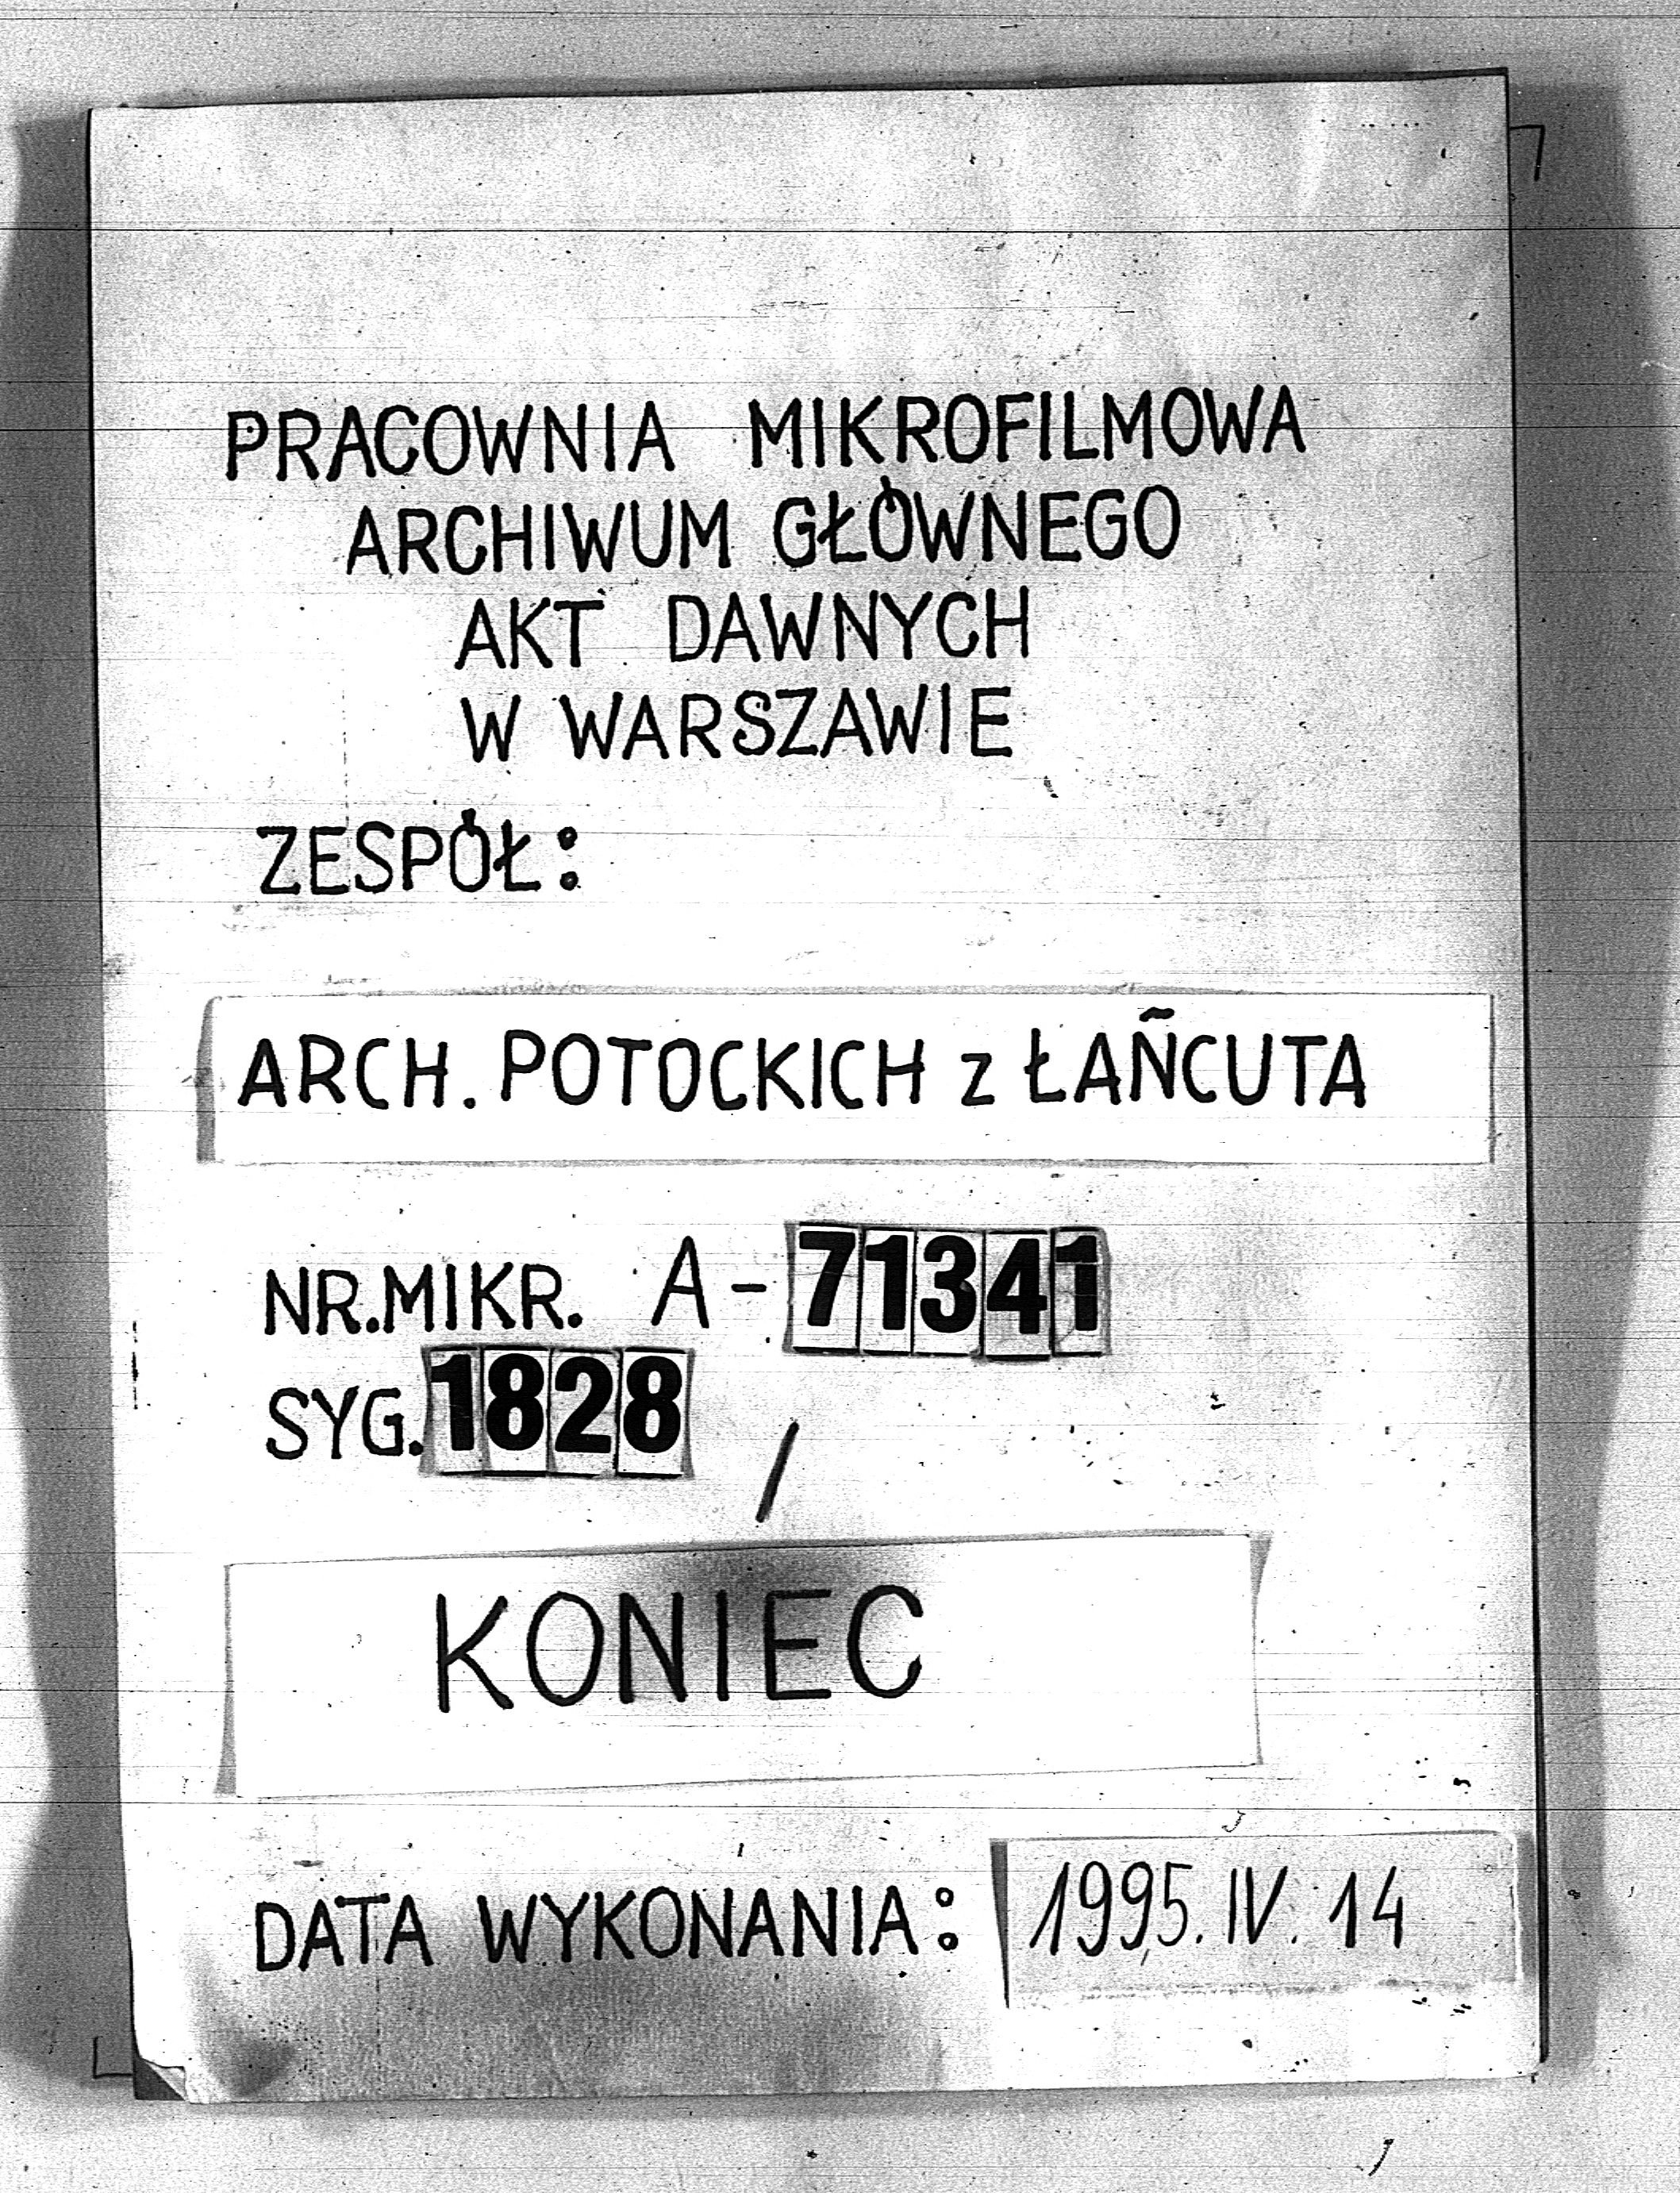 PRACOWNIA MIKROFILMOWA
ARCHIWUM GŁÓWNEGO
AKT DAWNYCH
W WARSZAWIE
ZESPÓŁ:
ARCH. POTOCKICH z ŁAŃCUTA
NR.MIKR. A-71341
SYG.1828 /
KONIEC
DATA WYKONANIA: 1995.IV.14